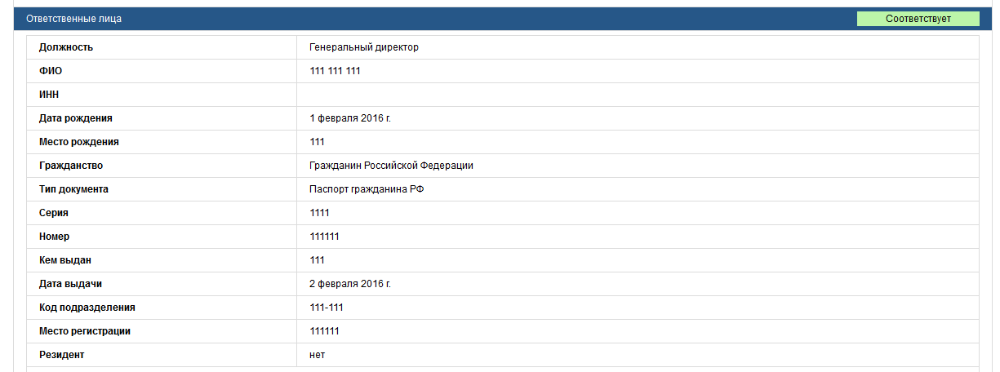 Ответственные лица Соответствует
Должность Генеральный директор
ФИО 111 111 111
ИНН
Дата рождения 1 февраля 2016 г.
Место рождения 111
Гражданство Гражданин Российской Федерации
Тип документа Паспорт гражданина РФ
Серия 1111
Номер 111111
Кем выдан 111
Дата выдачи 2 февраля 2016 г.
Код подразделения 111-111
Место регистрации 111111
Резидент нет